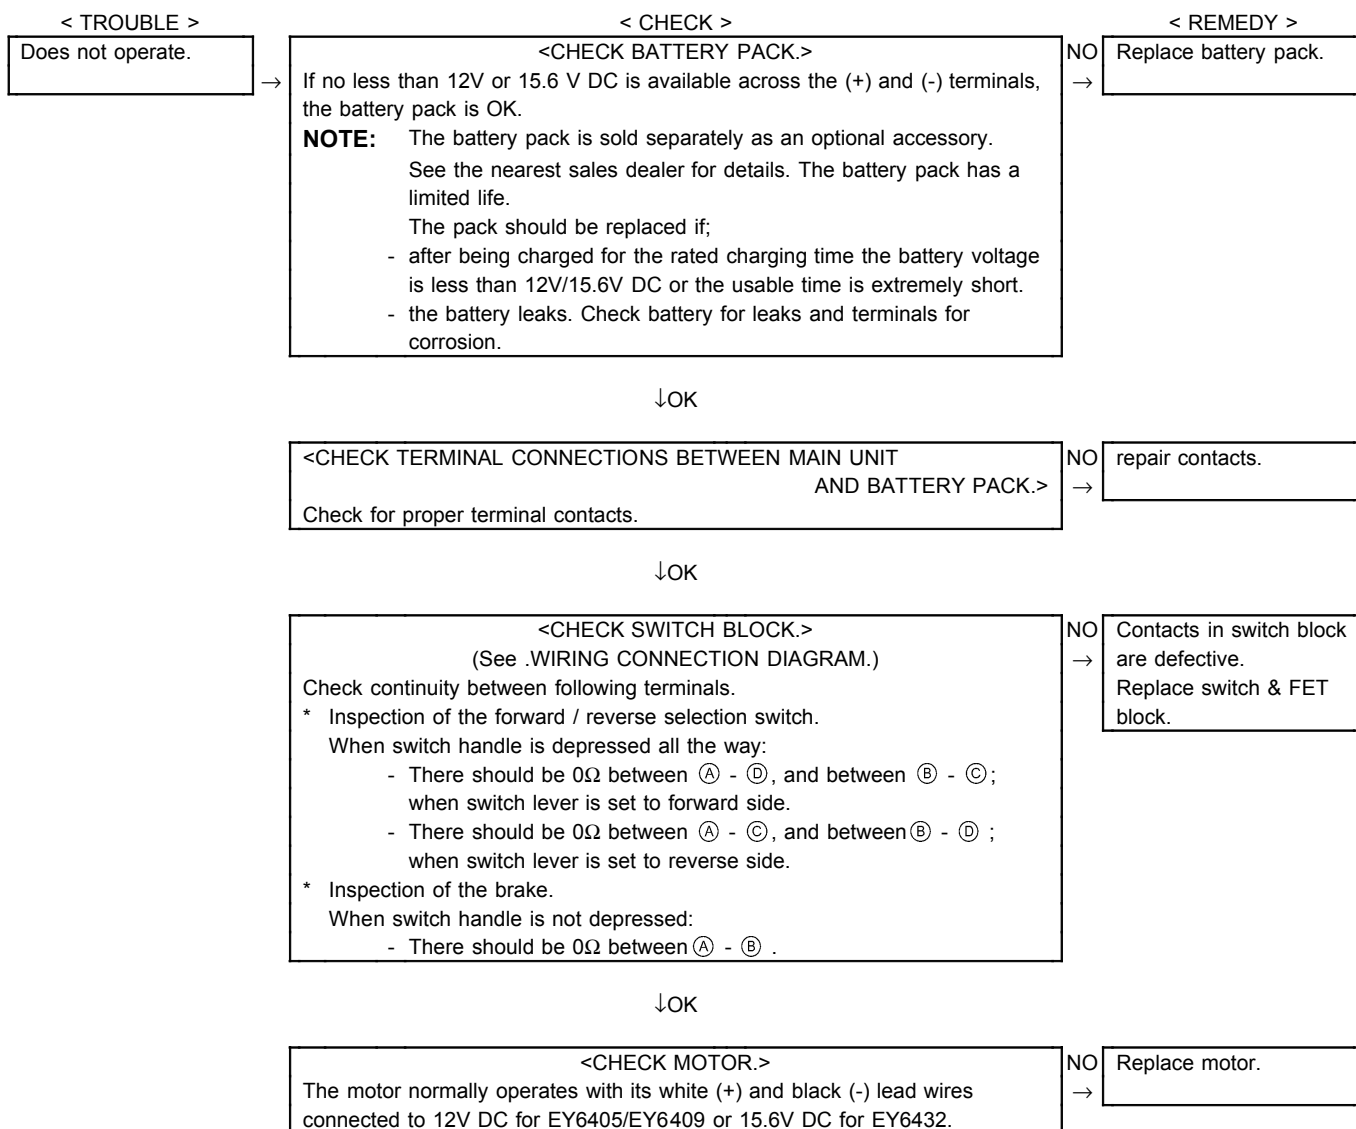 < TROUBLE > < CHECK > < REMEDY >
Does not operate.
→
<CHECK BATTERY PACK.>
If no less than 12V or 15.6 V DC is available across the (+) and (-) terminals,
the battery pack is OK.
NOTE: The battery pack is sold separately as an optional accessory.
See the nearest sales dealer for details. The battery pack has a
limited life.
The pack should be replaced if;
- after being charged for the rated charging time the battery voltage
is less than 12V/15.6V DC or the usable time is extremely short.
- the battery leaks. Check battery for leaks and terminals for
corrosion.
NO
→
Replace battery pack.
↓OK
<CHECK TERMINAL CONNECTIONS BETWEEN MAIN UNIT
AND BATTERY PACK.>
Check for proper terminal contacts.
NO
→
repair contacts.
↓OK
<CHECK SWITCH BLOCK.>
(See .WIRING CONNECTION DIAGRAM.)
Check continuity between following terminals.
* Inspection of the forward / reverse selection switch.
When switch handle is depressed all the way:
- There should be 0Ω between Ⓐ - Ⓓ, and between Ⓑ - Ⓒ;
when switch lever is set to forward side.
- There should be 0Ω between Ⓐ - Ⓒ, and between Ⓑ - Ⓓ ;
when switch lever is set to reverse side.
* Inspection of the brake.
When switch handle is not depressed:
- There should be 0Ω between Ⓐ - Ⓑ .
NO
→
Contacts in switch block
are defective.
Replace switch & FET
block.
↓OK
<CHECK MOTOR.>
The motor normally operates with its white (+) and black (-) lead wires
connected to 12V DC for EY6405/EY6409 or 15.6V DC for EY6432.
NO
→
Replace motor.